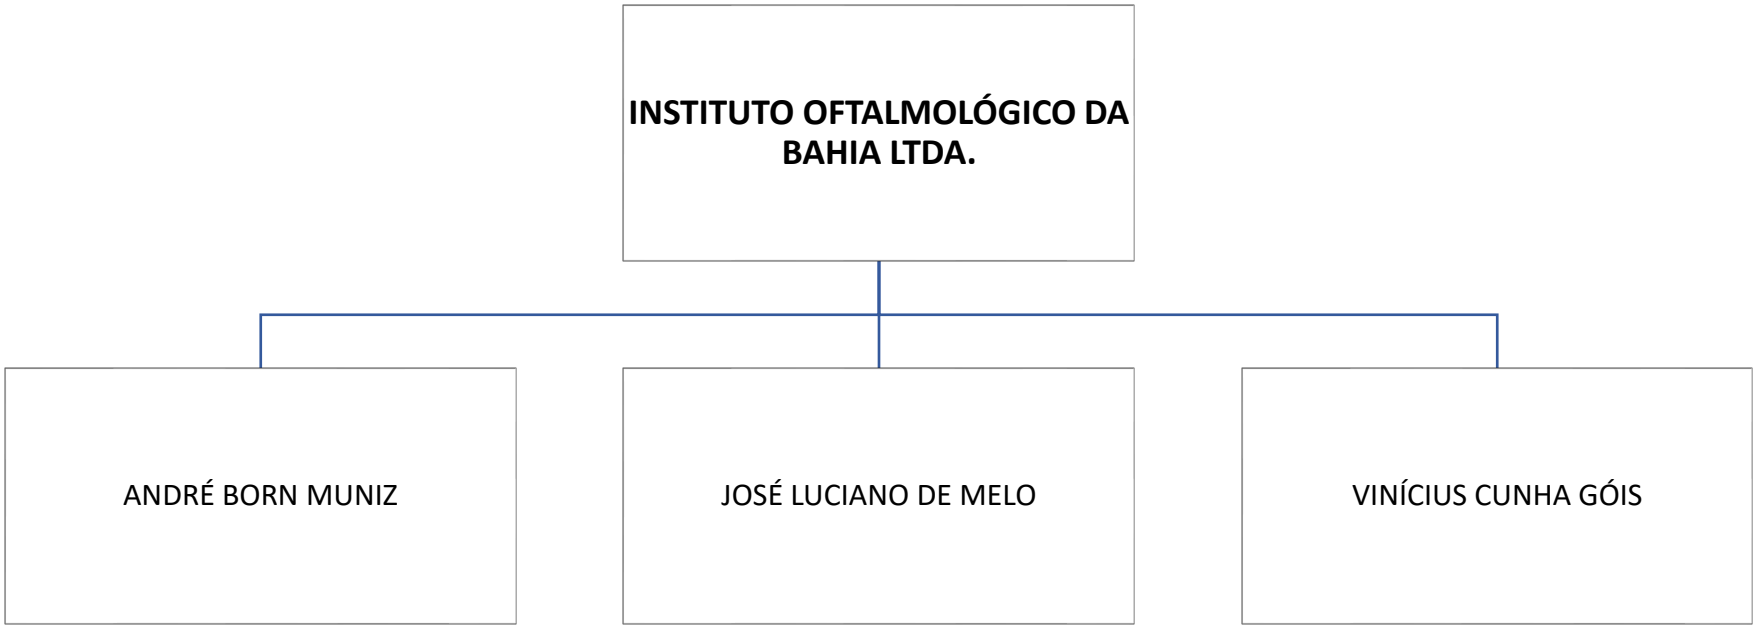 INSTITUTO OFTALMOLÓGICO DA
BAHIA LTDA.
ANDRÉ BORN MUNIZ
JOSÉ LUCIANO DE MELO
VINÍCIUS CUNHA GÓIS